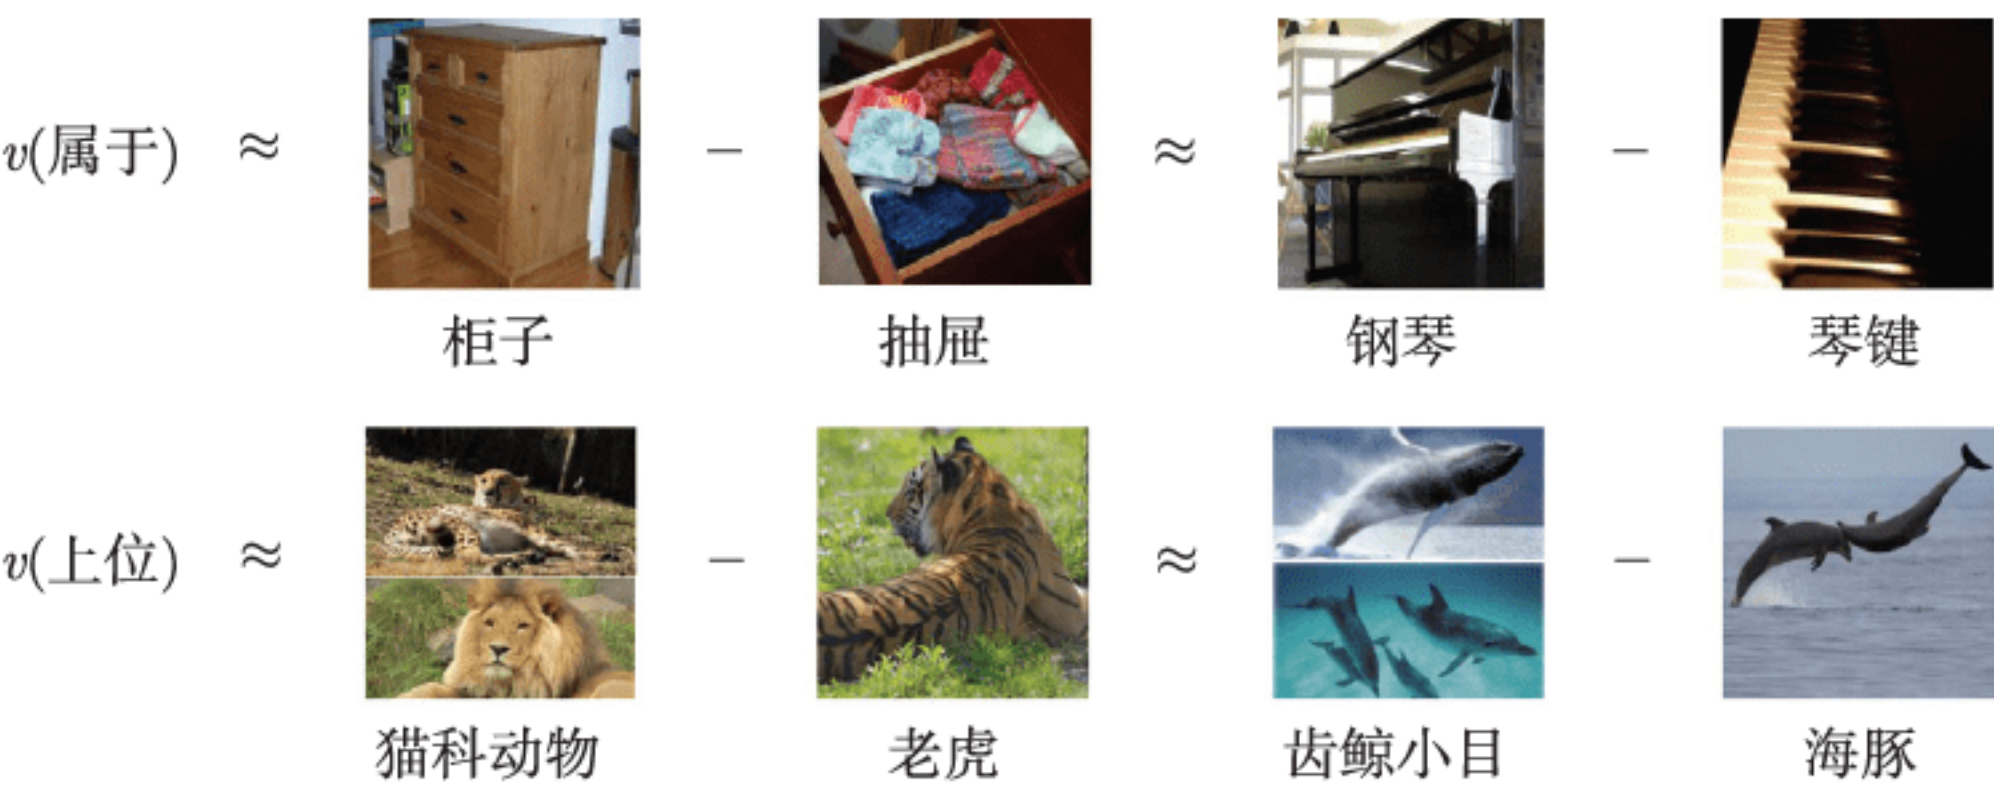 v(属于) ≈ − ≈ −
柜子 抽屉 钢琴 琴键
v(上位) ≈ − ≈ −
猫科动物 老虎 齿鲸小目 海豚